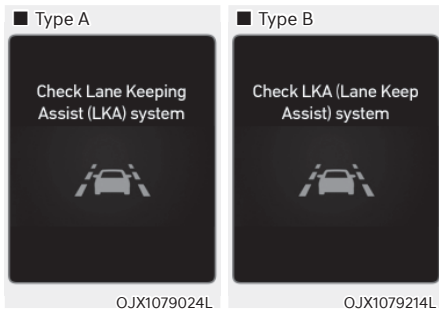 ■ Type A
Check Lane Keeping
Assist (LKA) system
OJX1079024L
■ Type B
Check LKA (Lane Keep
Assist) system
OJX1079214L